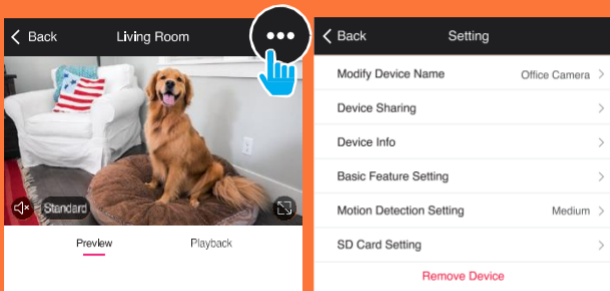 Back Living Room
Standard
Preview Playback
Back Setting
Modify Device Name Office Camera
Device Sharing
Device Info
Basic Feature Setting
Motion Detection Setting Medium
SD Card Setting
Remove Device